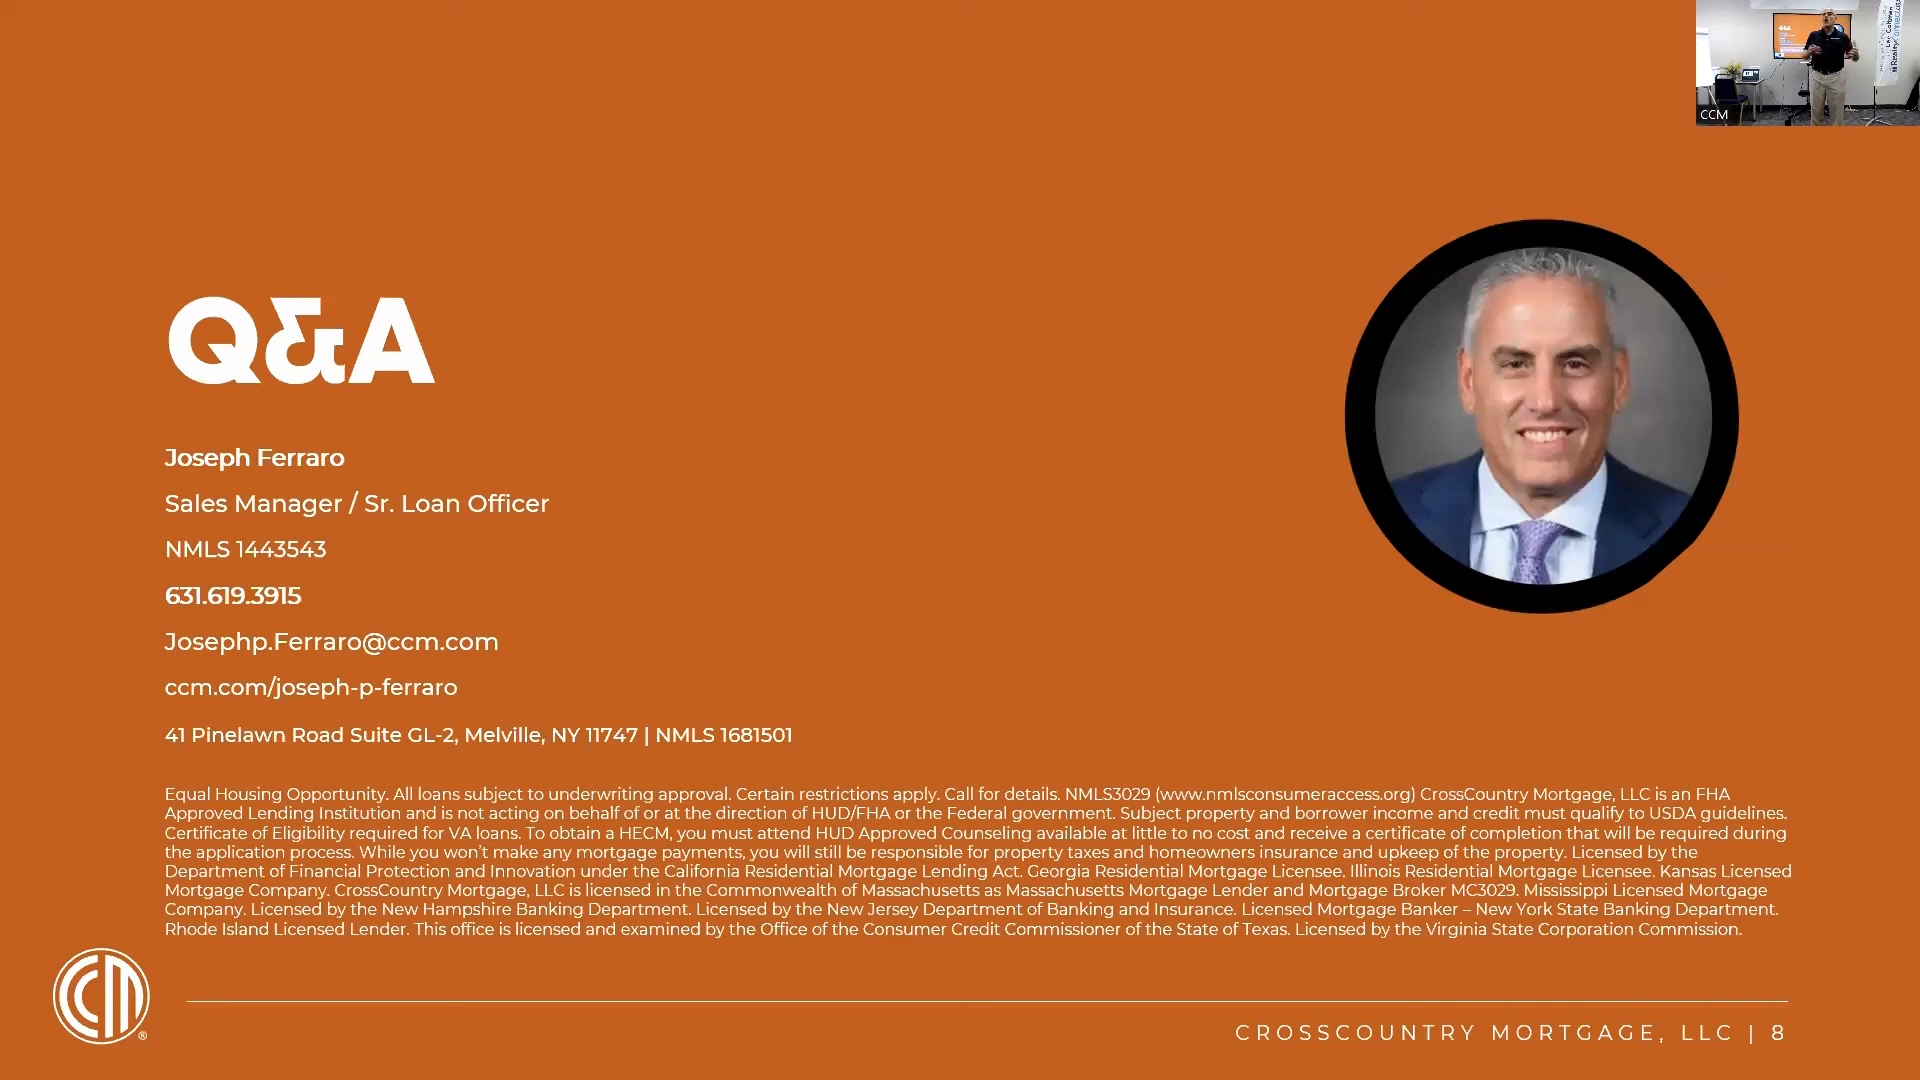 CCM
Q&A
Joseph Ferraro
Sales Manager / Sr. Loan Officer
NMLS 1443543
631.619.3915
Josephp.Ferraro@ccm.com
ccm.com/joseph-p-ferraro
41 Pinelawn Road Suite GL-2, Melville, NY 11747 | NMLS 1681501
Equal Housing Opportunity. All loans subject to underwriting approval. Certain restrictions apply. Call for details. NMLS3029 (www.nmlsconsumeraccess.org) CrossCountry Mortgage, LLC is an FHA
Approved Lending Institution and is not acting on behalf of or at the direction of HUD/FHA or the Federal government. Subject property and borrower income and credit must qualify to USDA guidelines.
Certificate of Eligibility required for VA loans. To obtain a HECM, you must attend HUD Approved Counseling available at little to no cost and receive a certificate of completion that will be required during
the application process. While you won't make any mortgage payments, you will still be responsible for property taxes and homeowners insurance and upkeep of the property. Licensed by the
Department of Financial Protection and Innovation under the California Residential Mortgage Lending Act. Georgia Residential Mortgage Licensee. Illinois Residential Mortgage Licensee. Kansas Licensed
Mortgage Company. CrossCountry Mortgage, LLC is licensed in the Commonwealth of Massachusetts as Massachusetts Mortgage Lender and Mortgage Broker MC3029. Mississippi Licensed Mortgage
Company. Licensed by the New Hampshire Banking Department. Licensed by the New Jersey Department of Banking and Insurance. Licensed Mortgage Banker – New York State Banking Department.
Rhode Island Licensed Lender. This office is licensed and examined by the Office of the Consumer Credit Commissioner of the State of Texas. Licensed by the Virginia State Corporation Commission.
CCM®
CROSSCOUNTRY MORTGAGE, LLC | 8